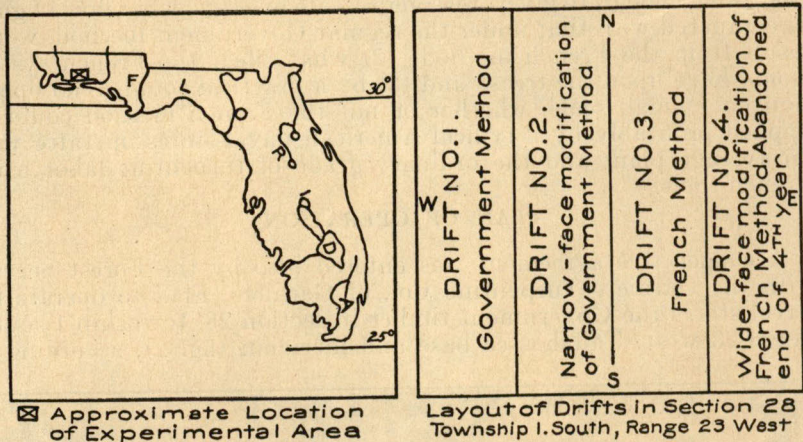 F
L O R I D A
30°
25°
Approximate Location
of Experimental Area
N
W
E
S
DRIFT NO.1.
Government Method
DRIFT NO.2.
Narrow-face modification
of Government Method
DRIFT NO.3.
French Method
DRIFT NO.4.
Wide-face modification of
French Method. Abandoned
end of 4TH year
Layout of Drifts in Section 28
Township 1. South, Range 23 West